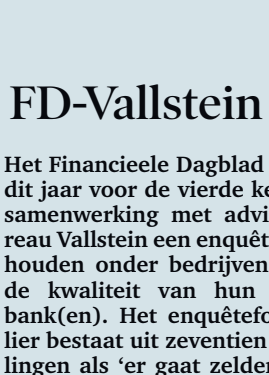 FD-Vallstein
Het Financieele Dagblad
dit jaar voor de vierde ke
samenwerking met advi
reau Vallstein een enquêt
houden onder bedrijven
de kwaliteit van hun
bank(en). Het enquêtefo
lier bestaat uit zeventien
lingen als ‘er gaat zelder